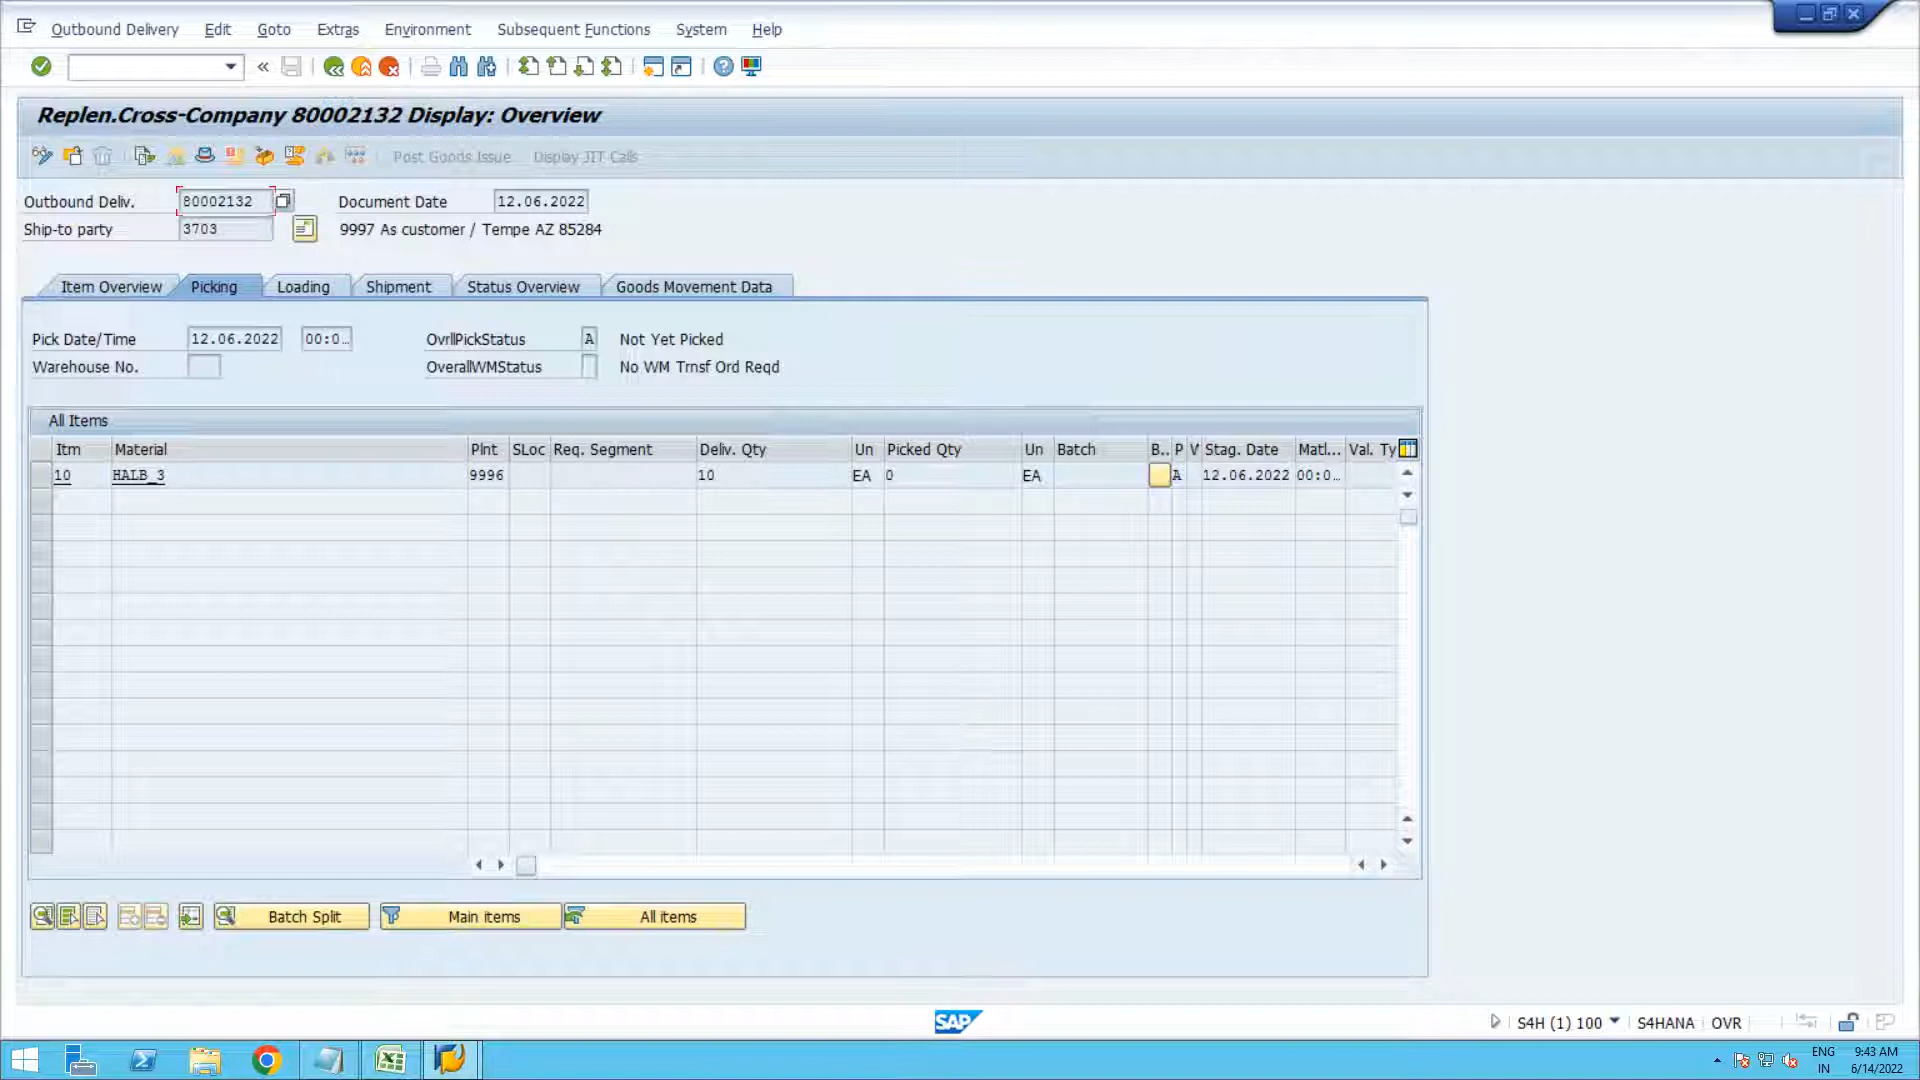 Outbound Delivery Edit Goto Extras Environment Subsequent Functions System Help
Replen.Cross-Company 80002132 Display: Overview
Post Goods Issue Display JIT Calls
Outbound Deliv. 80002132 Document Date 12.06.2022
Ship-to party 3703 9997 As customer / Tempe AZ 85284
Item Overview Picking Loading Shipment Status Overview Goods Movement Data
Pick Date/Time 12.06.2022 00:0… OvrllPickStatus A Not Yet Picked
Warehouse No. OverallWMStatus No WM Trnsf Ord Reqd
All Items
Itm Material Plnt SLoc Req. Segment Deliv. Qty Un Picked Qty Un Batch B.. P V Stag. Date Matl... Val. Ty
10 HALB_3 9996 10 EA 0 EA A 12.06.2022 00:0…
Batch Split Main items All items
SAP S4H (1) 100 S4HANA OVR
ENG 9:43 AM
IN 6/14/2022